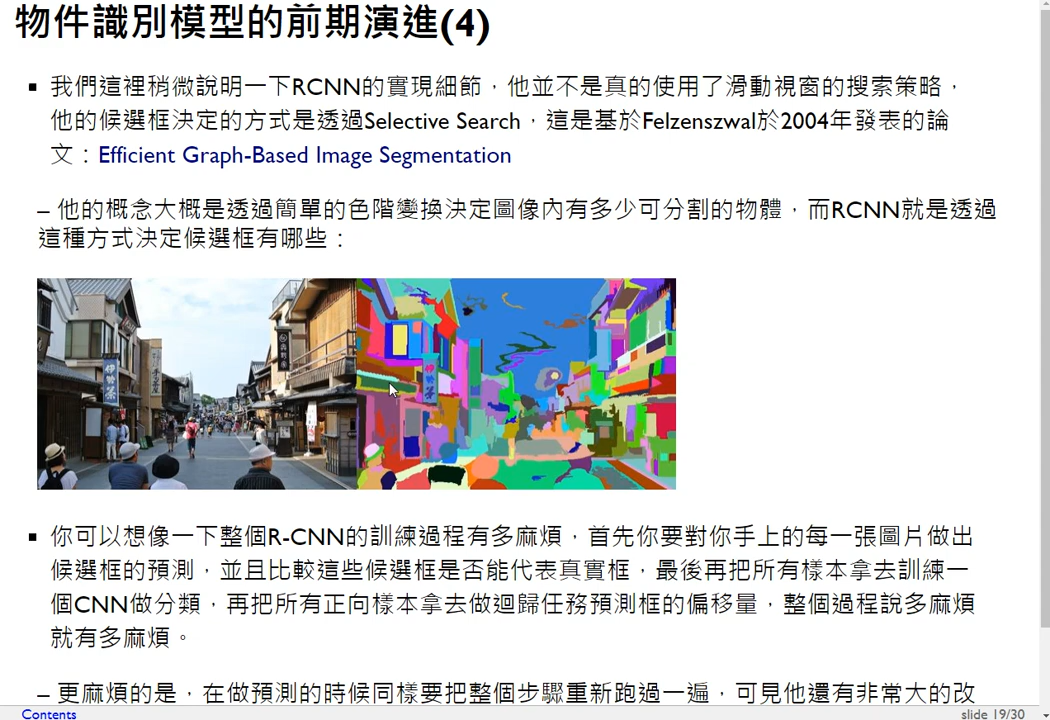 物件識別模型的前期演進(4)
▪ 我們這裡稍微說明一下RCNN的實現細節，他並不是真的使用了滑動視窗的搜索策略，
他的候選框決定的方式是透過Selective Search，這是基於Felzenszwal於2004年發表的論
文：Efficient Graph-Based Image Segmentation
– 他的概念大概是透過簡單的色階變換決定圖像內有多少可分割的物體，而RCNN就是透過
這種方式決定候選框有哪些：
伊勢茶
伊勢茶
▪ 你可以想像一下整個R-CNN的訓練過程有多麻煩，首先你要對你手上的每一張圖片做出
候選框的預測，並且比較這些候選框是否能代表真實框，最後再把所有樣本拿去訓練一
個CNN做分類，再把所有正向樣本拿去做迴歸任務預測框的偏移量，整個過程說多麻煩
就有多麻煩。
– 更麻煩的是，在做預測的時候同樣要把整個步驟重新跑過一遍，可見他還有非常大的改
Contents
slide 19/30